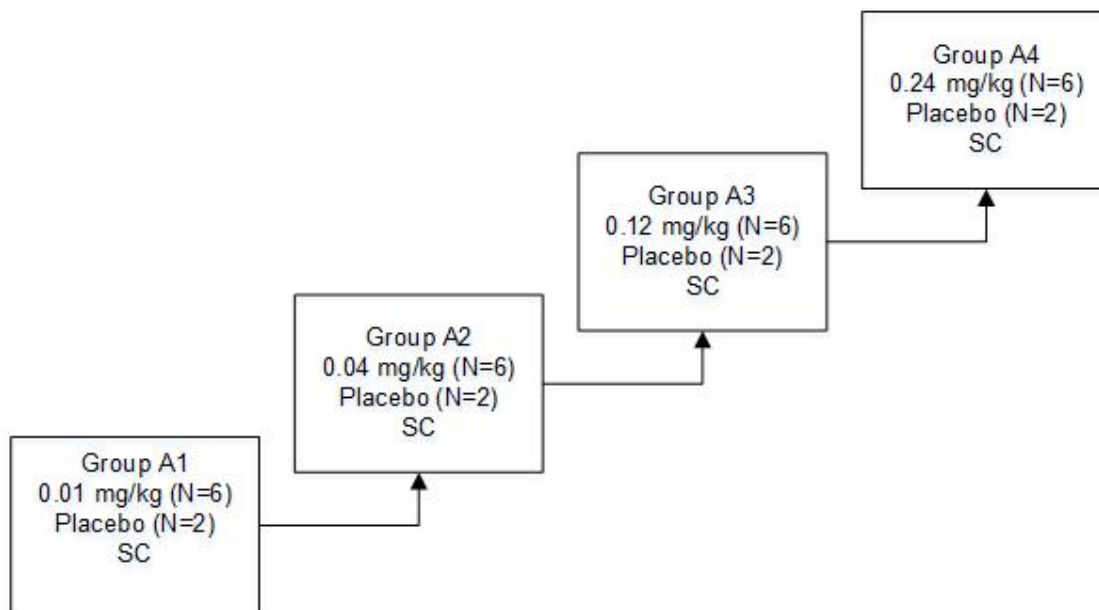 Group A4
0.24 mg/kg (N=6)
Placebo (N=2)
SC
Group A3
0.12 mg/kg (N=6)
Placebo (N=2)
SC
Group A2
0.04 mg/kg (N=6)
Placebo (N=2)
SC
Group A1
0.01 mg/kg (N=6)
Placebo (N=2)
SC